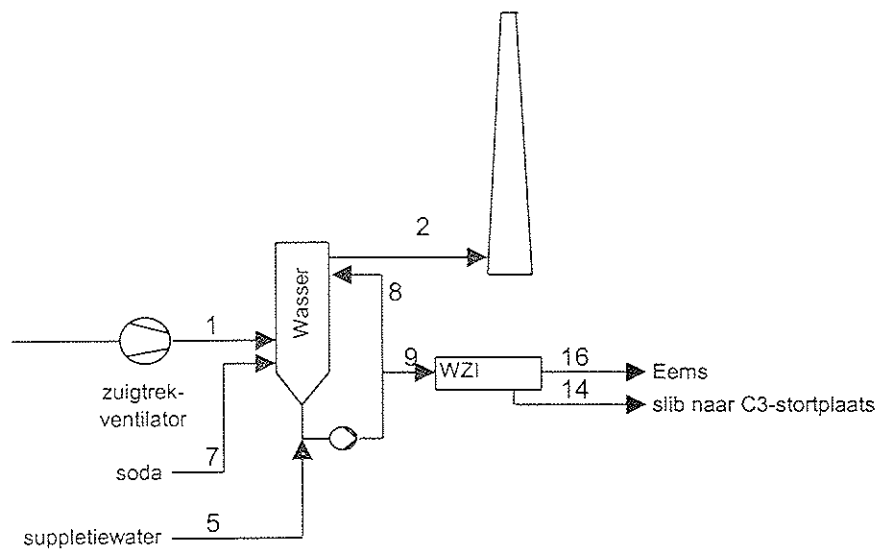 2
Wasser
8
1
9
WZI
16
Eems
14
slib naar C3-stortplaats
zuigtrek-
ventilator
7
soda
5
suppletiewater